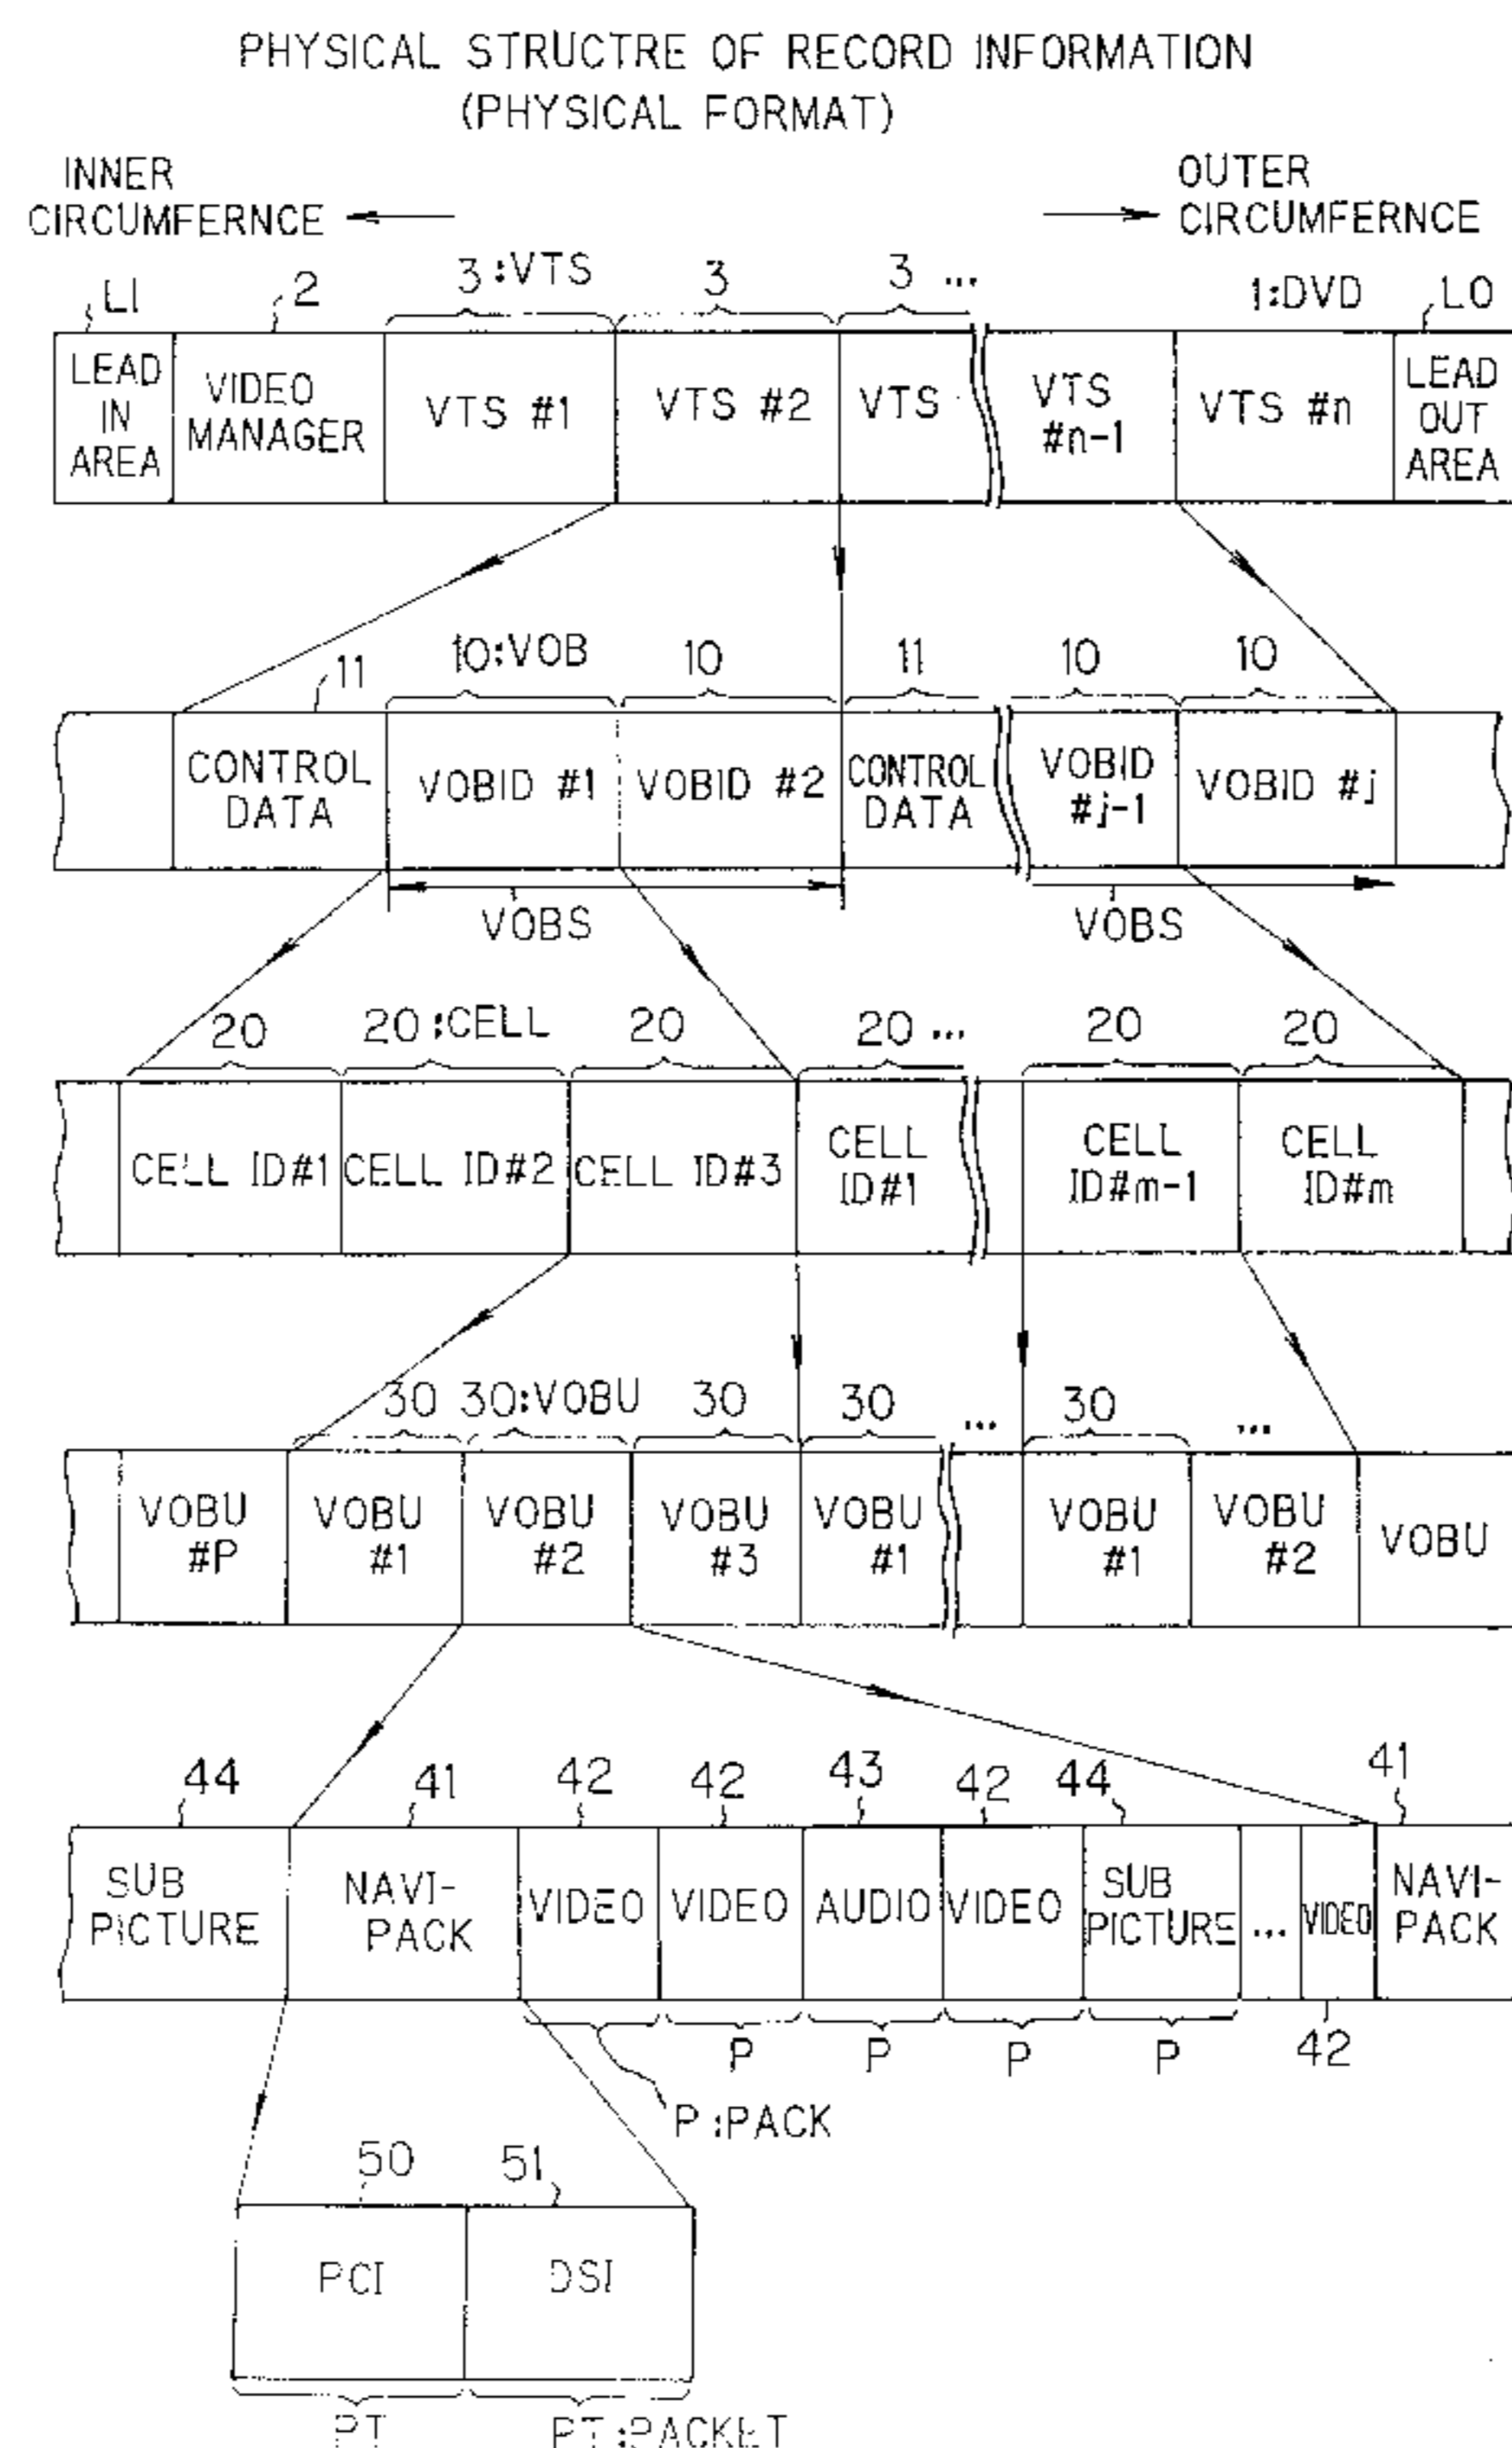 PHYSICAL STRUCTRE OF RECORD INFORMATION
(PHYSICAL FORMAT)
INNER
CIRCUMFERNCE
OUTER
CIRCUMFERNCE
LI
2
3:VTS
3
3 ...
1:DVD
LO
LEAD
IN
AREA
VIDEO
MANAGER
VTS #1
VTS #2
VTS
VTS
#n-1
VTS #n
LEAD
OUT
AREA
11
10:VOB
10
11
10
10
CONTROL
DATA
VOBID #1
VOBID #2
CONTROL
DATA
VOBID
#j-1
VOBID #j
VOBS
VOBS
20
20:CELL
20
20 ...
20
20
CELL ID#1
CELL ID#2
CELL ID#3
CELL
ID#1
CELL
ID#m-1
CELL
ID#m
30
30:VOBU
30
30
...
30
...
VOBU
#P
VOBU
#1
VOBU
#2
VOBU
#3
VOBU
#1
VOBU
#1
VOBU
#2
VOBU
44
41
42
42
43
42
44
41
SUB
PICTURE
NAVI-
PACK
VIDEO
VIDEO
AUDIO
VIDEO
SUB
PICTURE
...
VIDEO
NAVI-
PACK
P
P
P
P
42
P:PACK
50
51
PCI
DSI
PT
PT:PACKET